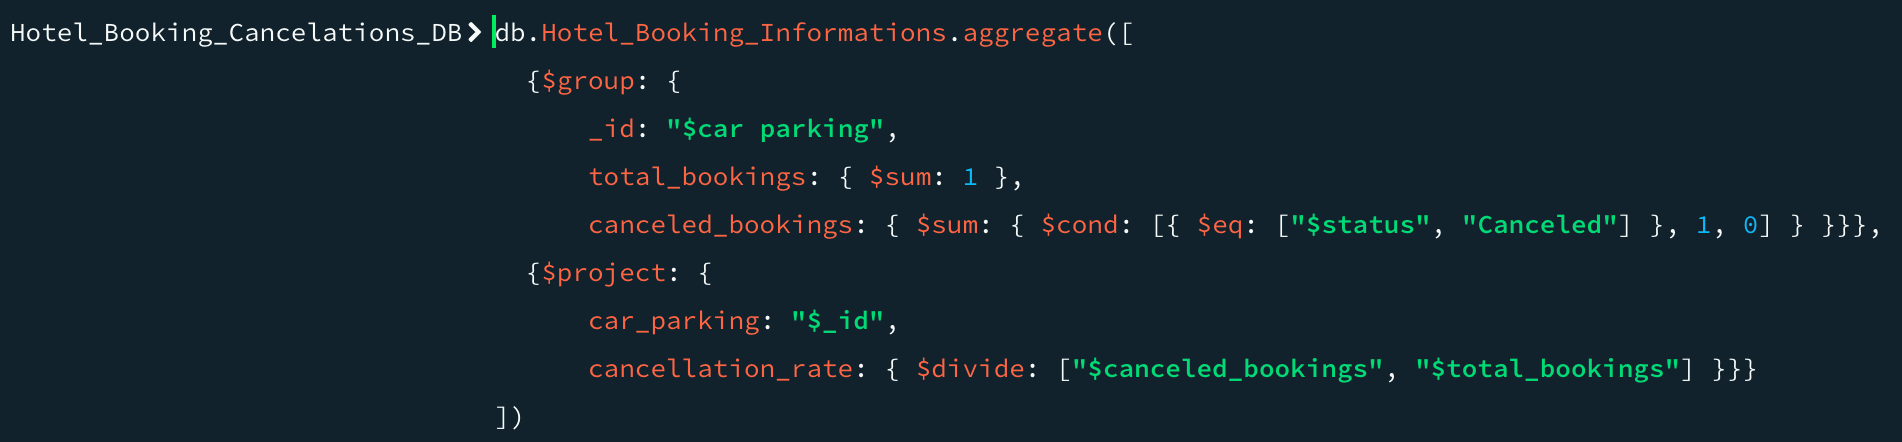 Hotel_Booking_Cancelations_DB> db.Hotel_Booking_Informations.aggregate([
{$group: {
_id: "$car parking",
total_bookings: { $sum: 1 },
canceled_bookings: { $sum: { $cond: [{ $eq: ["$status", "Canceled"] }, 1, 0] } }}},
{$project: {
car_parking: "$_id",
cancellation_rate: { $divide: ["$canceled_bookings", "$total_bookings"] }}}
])